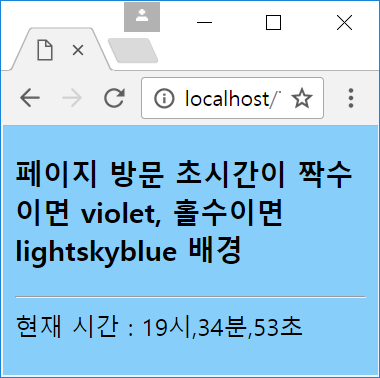 localhost/
페이지 방문 초시간이 짝수
이면 violet, 홀수이면
lightskyblue 배경
현재 시간 : 19시,34분,53초